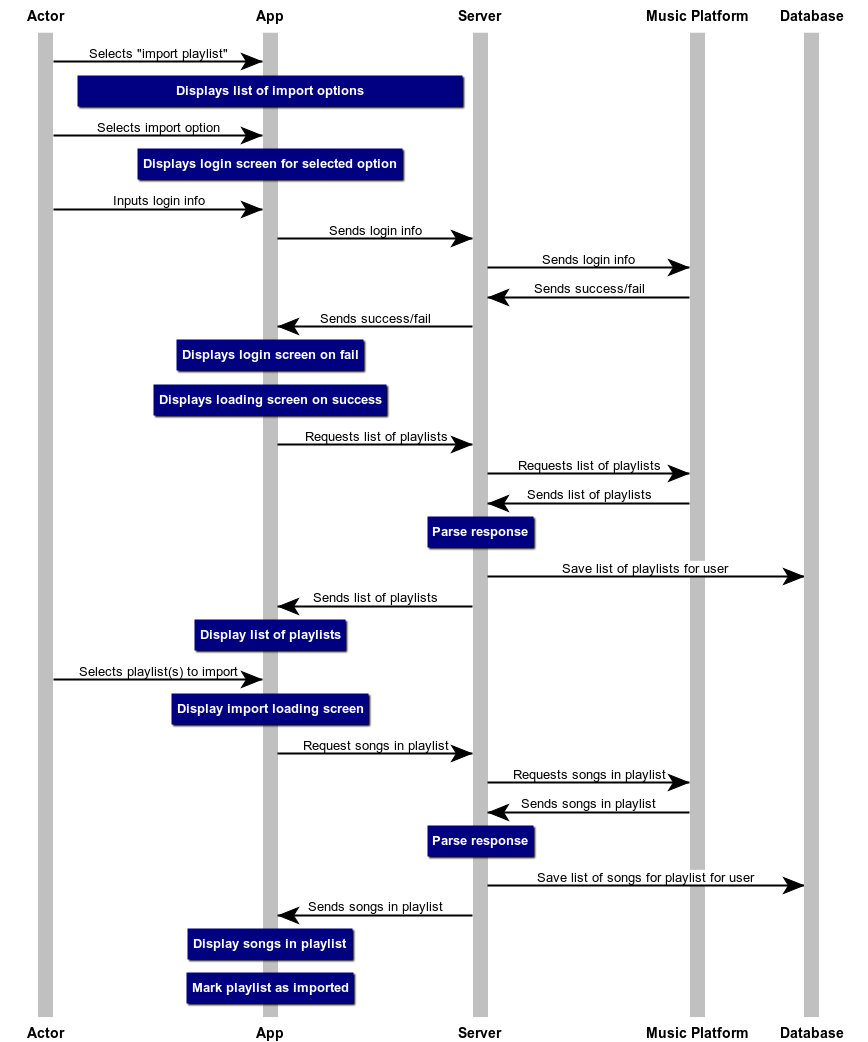 Actor App Server Music Platform Database
Selects "import playlist"
Displays list of import options
Selects import option
Displays login screen for selected option
Inputs login info
Sends login info
Sends login info
Sends success/fail
Sends success/fail
Displays login screen on fail
Displays loading screen on success
Requests list of playlists
Requests list of playlists
Sends list of playlists
Parse response
Save list of playlists for user
Sends list of playlists
Display list of playlists
Selects playlist(s) to import
Display import loading screen
Request songs in playlist
Requests songs in playlist
Sends songs in playlist
Parse response
Save list of songs for playlist for user
Sends songs in playlist
Display songs in playlist
Mark playlist as imported
Actor App Server Music Platform Database